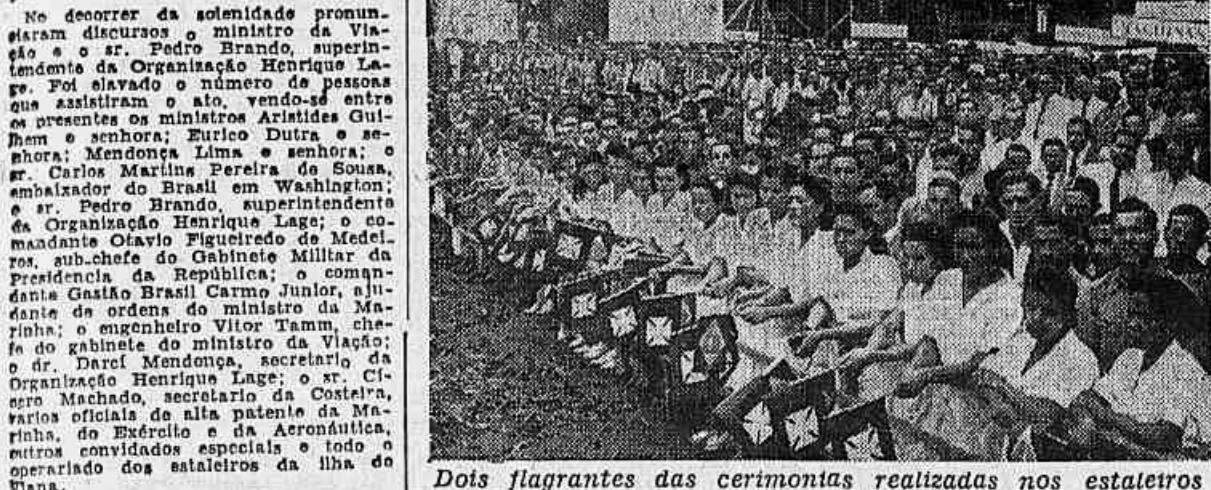 No decorrer da solenidade pronun-
ciaram discursos o ministro da Via-
ção e o sr. Pedro Brando, superin-
tendente da Organização Henrique La-
ge. Foi elavado o número de pessoas
que assistiram o ato, vendo-se entre
os presentes os ministros Aristides Gui-
lhem e senhora; Eurico Dutra e se-
nhora; Mendonça Lima e senhora; o
sr. Carlos Martins Pereira de Sousa,
embaixador do Brasil em Washington;
o sr. Pedro Brando, superintendente
da Organização Henrique Lage; o co-
mandante Otavio Figueiredo de Medei-
ros, sub-chefe do Gabinete Militar da
Presidencia da República; o coman-
dante Gastão Brasil Carmo Junior, aju-
dante de ordens do ministro da Ma-
rinha; o engenheiro Vitor Tamm, che-
fe do gabinete do ministro da Viação;
o dr. Darcí Mendonça, secretario da
Organização Henrique Lage; o sr. Cí-
cero Machado, secretario da Costeira,
varios oficiais de alta patente da Ma-
rinha, do Exército e da Aeronáutica,
outros convidados especiais e todo o
operariado dos estaleiros da ilha do
Viana.
Dois flagrantes das cerimonias realizadas nos estaleiros